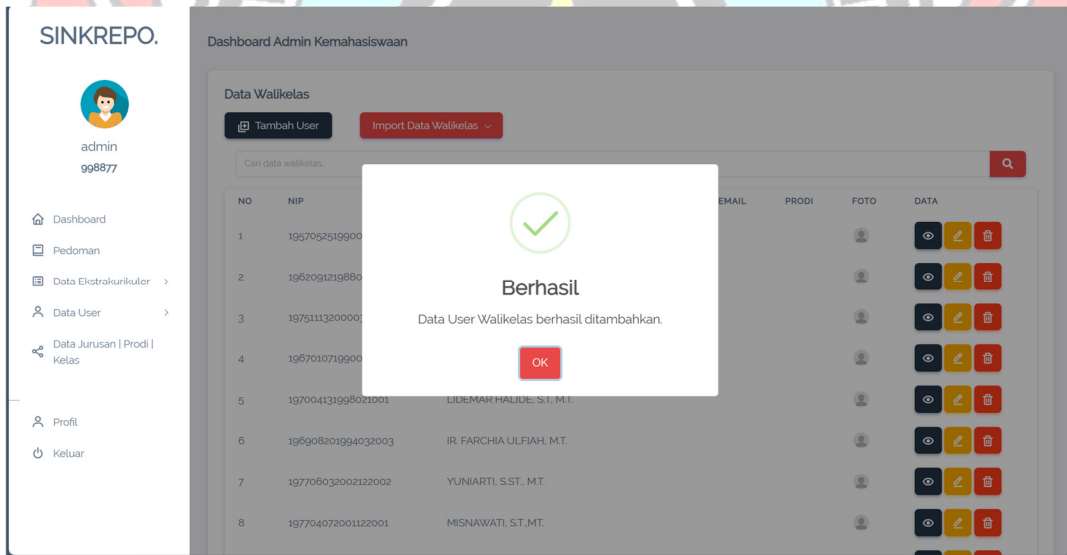 SINKREPO.
admin
998877
Dashboard
Pedoman
Data Ekstrakurikuler
Data User
Data Jurusan | Prodi |
Kelas
Profil
Keluar
Dashboard Admin Kemahasiswaan
Data Walikelas
Tambah User
Import Data Walikelas
Cari data walikelas..
NO NIP EMAIL PRODI FOTO DATA
1
2
3
4
5 197004131998021001 LIDEMAR HALIDE, S.T, M.T.
6 196908201994032003 IR. FARCHIA ULFIAH, M.T.
7 197706032002122002 YUNIARTI, S.ST., M.T.
8 197704072001122001 MISNAWATI, S.T.,MT.
Berhasil
Data User Walikelas berhasil ditambahkan.
OK